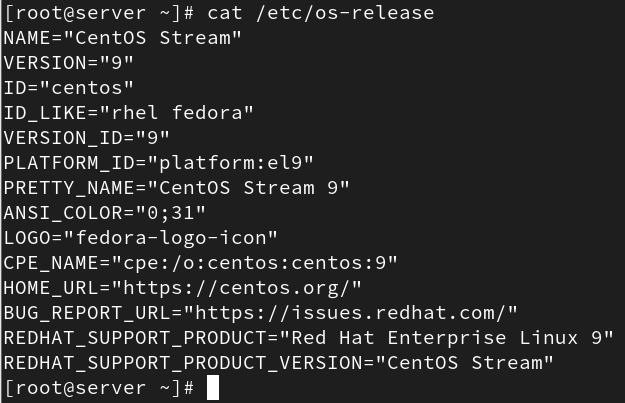 [root@server ~]# cat /etc/os-release
NAME="CentOS Stream"
VERSION="9"
ID="centos"
ID_LIKE="rhel fedora"
VERSION_ID="9"
PLATFORM_ID="platform:el9"
PRETTY_NAME="CentOS Stream 9"
ANSI_COLOR="0;31"
LOGO="fedora-logo-icon"
CPE_NAME="cpe:/o:centos:centos:9"
HOME_URL="https://centos.org/"
BUG_REPORT_URL="https://issues.redhat.com/"
REDHAT_SUPPORT_PRODUCT="Red Hat Enterprise Linux 9"
REDHAT_SUPPORT_PRODUCT_VERSION="CentOS Stream"
[root@server ~]#